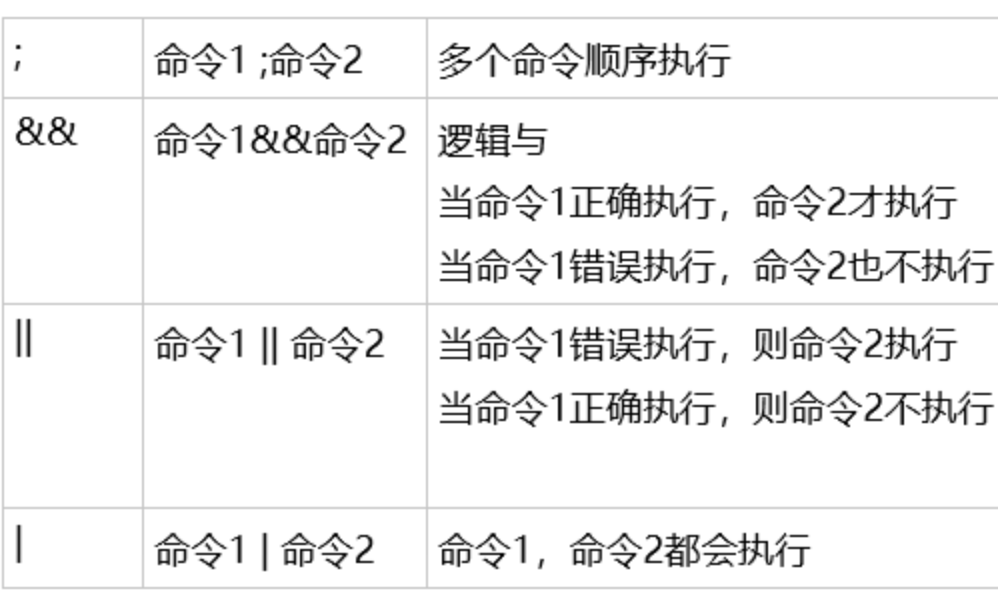 ; 命令1 ;命令2 多个命令顺序执行
&& 命令1&&命令2 逻辑与
当命令1正确执行，命令2才执行
当命令1错误执行，命令2也不执行
|| 命令1 || 命令2 当命令1错误执行，则命令2执行
当命令1正确执行，则命令2不执行
| 命令1 | 命令2 命令1，命令2都会执行